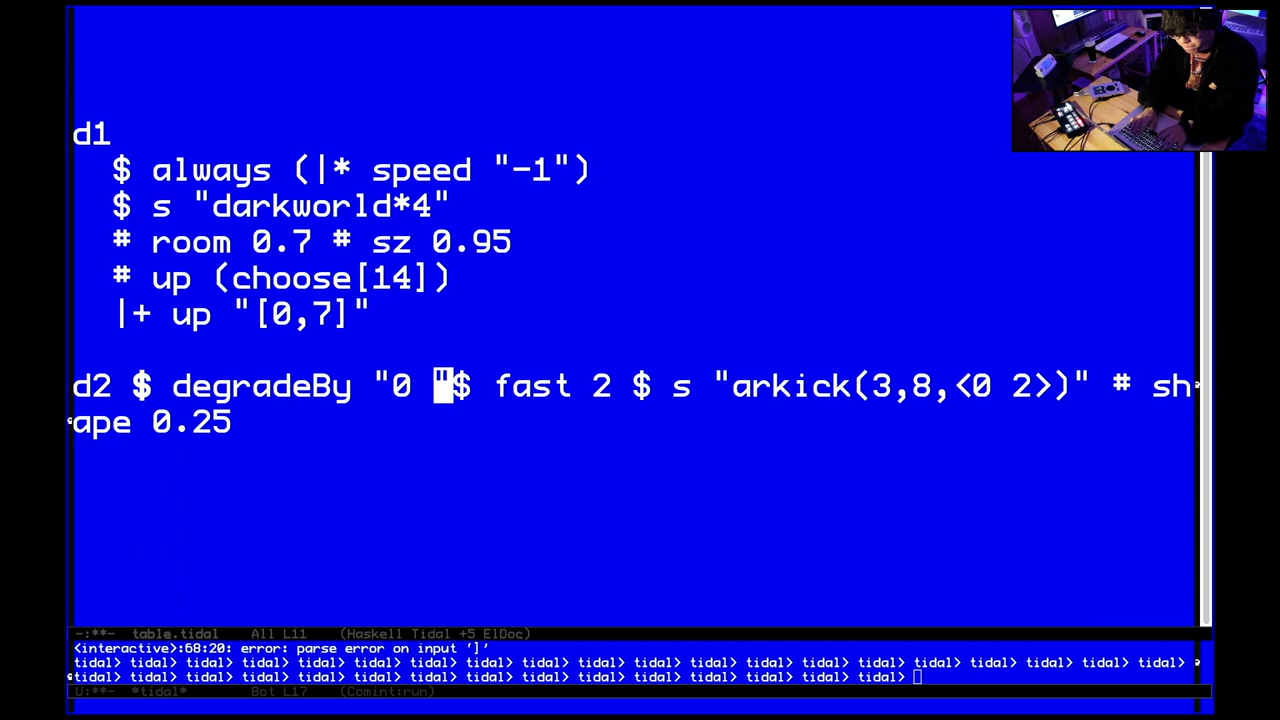 d1
$ always (|* speed "-1")
$ s "darkworld*4"
# room 0.7 # sz 0.95
# up (choose[14])
|+ up "[0,7]"
d2 $ degradeBy "0 "$ fast 2 $ s "arkick(3,8,<0 2>)" # sh
ape 0.25
-:**-  table.tidal    All L11    (Haskell Tidal +5 ElDoc)
<interactive>:68:20: error: parse error on input ']'
tidal> tidal> tidal> tidal> tidal> tidal> tidal> tidal> tidal> tidal> tidal> tidal> tidal> tidal> tidal> tidal> tidal> tidal> tidal> tidal>
tidal> tidal> tidal> tidal> tidal> tidal> tidal> tidal> tidal> tidal> tidal> tidal> tidal> tidal> tidal>
U:**-  *tidal*        Bot L17    (Comint:run)